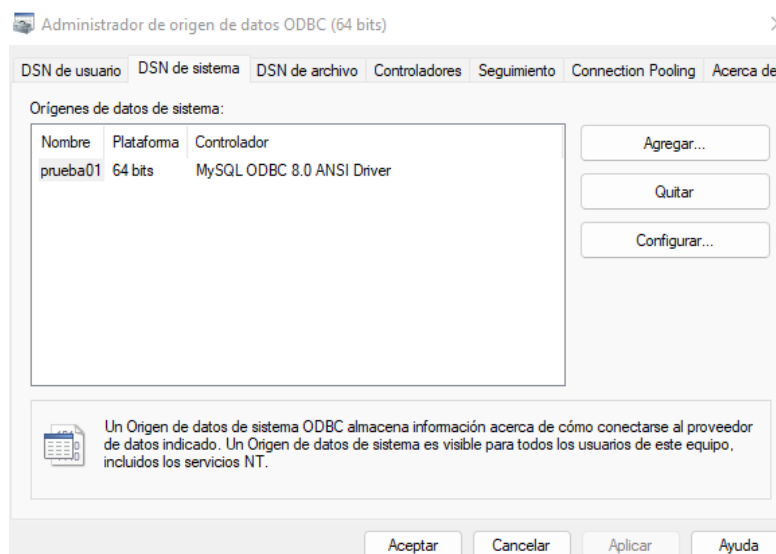 Administrador de origen de datos ODBC (64 bits)
DSN de usuario DSN de sistema DSN de archivo Controladores Seguimiento Connection Pooling Acerca de
Orígenes de datos de sistema:
Nombre Plataforma Controlador
prueba01 64 bits MySQL ODBC 8.0 ANSI Driver
Agregar...
Quitar
Configurar...
Un Origen de datos de sistema ODBC almacena información acerca de cómo conectarse al proveedor
de datos indicado. Un Origen de datos de sistema es visible para todos los usuarios de este equipo,
incluidos los servicios NT.
Aceptar Cancelar Aplicar Ayuda